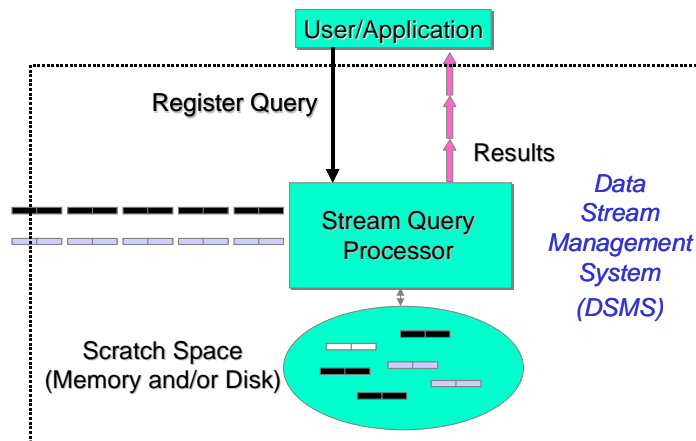 User/Application
Register Query
Results
Stream Query
Processor
Data
Stream
Management
System
(DSMS)
Scratch Space
(Memory and/or Disk)